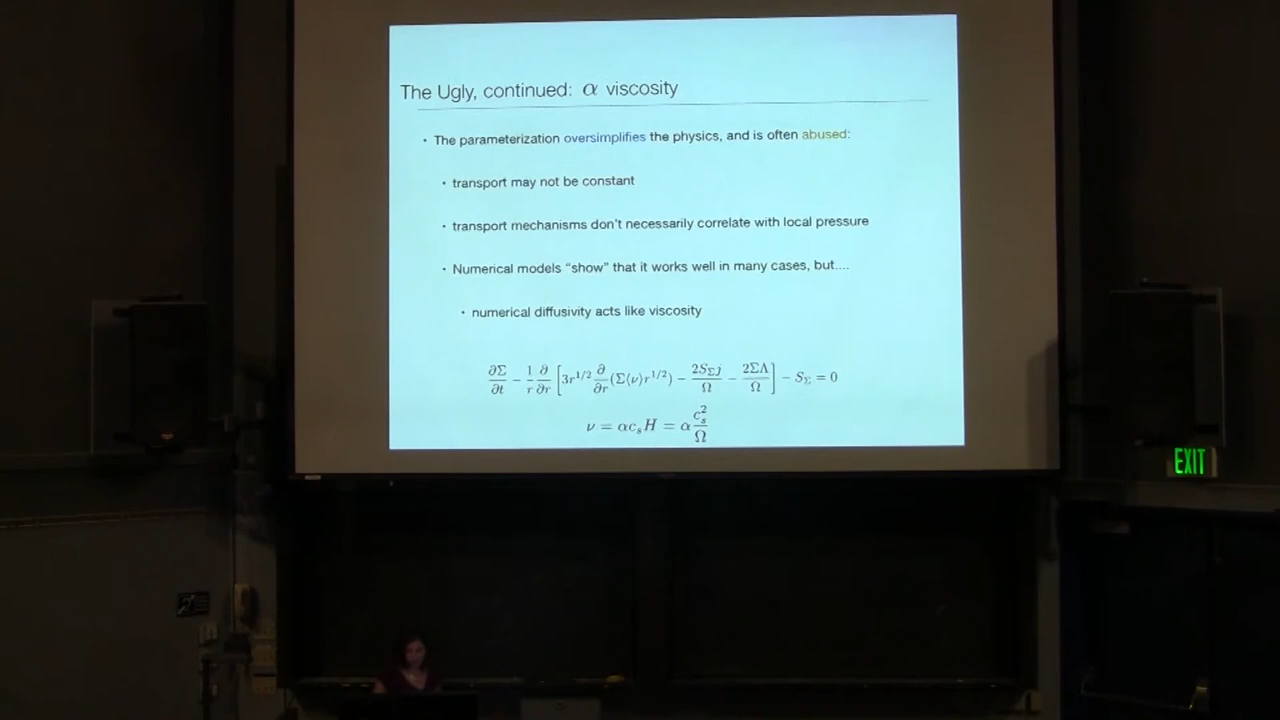 The Ugly, continued: α viscosity
• The parameterization oversimplifies the physics, and is often abused:
• transport may not be constant
• transport mechanisms don't necessarily correlate with local pressure
• Numerical models "show" that it works well in many cases, but....
• numerical diffusivity acts like viscosity
∂Σ/∂t − 1/r ∂/∂r [3r^{1/2} ∂/∂r (Σ⟨ν⟩r^{1/2}) − 2S_Σ j/Ω − 2ΣΛ/Ω] − S_Σ = 0
ν = αc_s H = α c_s^2/Ω
EXIT